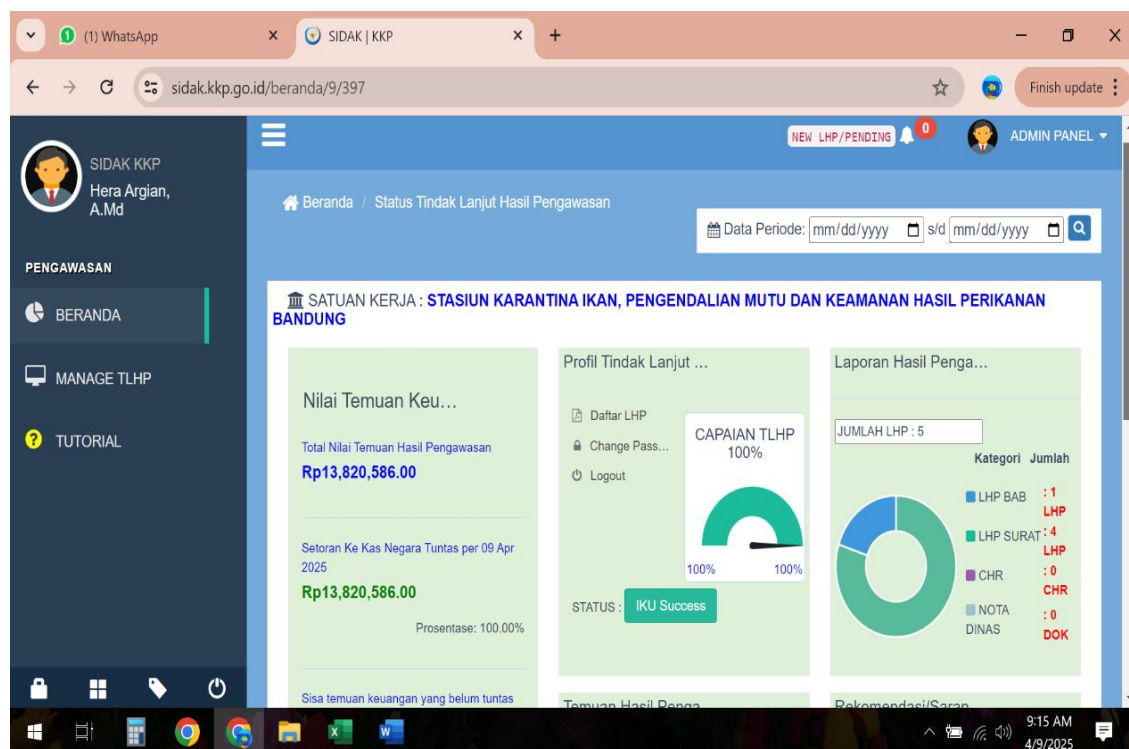 (1) WhatsApp
SIDAK | KKP
sidak.kkp.go.id/beranda/9/397
Finish update
SIDAK KKP
Hera Argian,
A.Md
NEW LHP/PENDING
0
ADMIN PANEL
Beranda / Status Tindak Lanjut Hasil Pengawasan
Data Periode: mm/dd/yyyy s/d mm/dd/yyyy
PENGAWASAN
BERANDA
MANAGE TLHP
TUTORIAL
SATUAN KERJA : STASIUN KARANTINA IKAN, PENGENDALIAN MUTU DAN KEAMANAN HASIL PERIKANAN
BANDUNG
Nilai Temuan Keu…
Total Nilai Temuan Hasil Pengawasan
Rp13,820,586.00
Setoran Ke Kas Negara Tuntas per 09 Apr
2025
Rp13,820,586.00
Prosentase: 100.00%
Sisa temuan keuangan yang belum tuntas
Profil Tindak Lanjut …
Daftar LHP
Change Pass…
Logout
CAPAIAN TLHP
100%
100% 100%
STATUS : IKU Success
Temuan Hasil Penga
Laporan Hasil Penga…
JUMLAH LHP : 5
Kategori Jumlah
LHP BAB : 1
LHP
LHP SURAT : 4
LHP
CHR : 0
CHR
NOTA
DINAS : 0
DOK
Rekomendasi/Saran
9:15 AM
4/9/2025